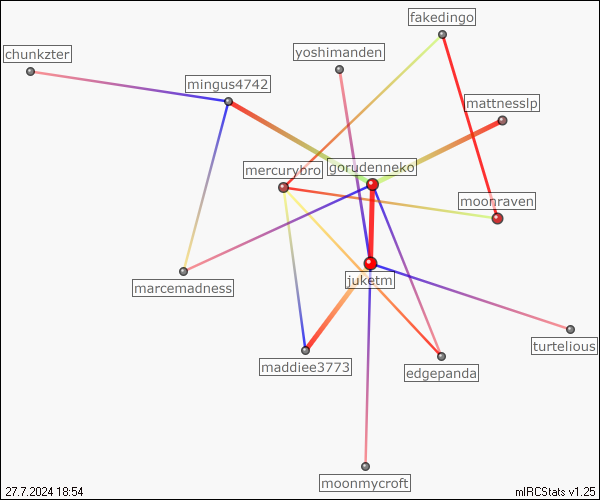 fakedingo
chunkzter
yoshimanden
mingus4742
mattnesslp
mercurybro
gorudenneko
moonraven
marcemadness
juketm
turtelious
maddiee3773
edgepanda
moonmycroft
27.7.2024 18:54
mIRCStats v1.25